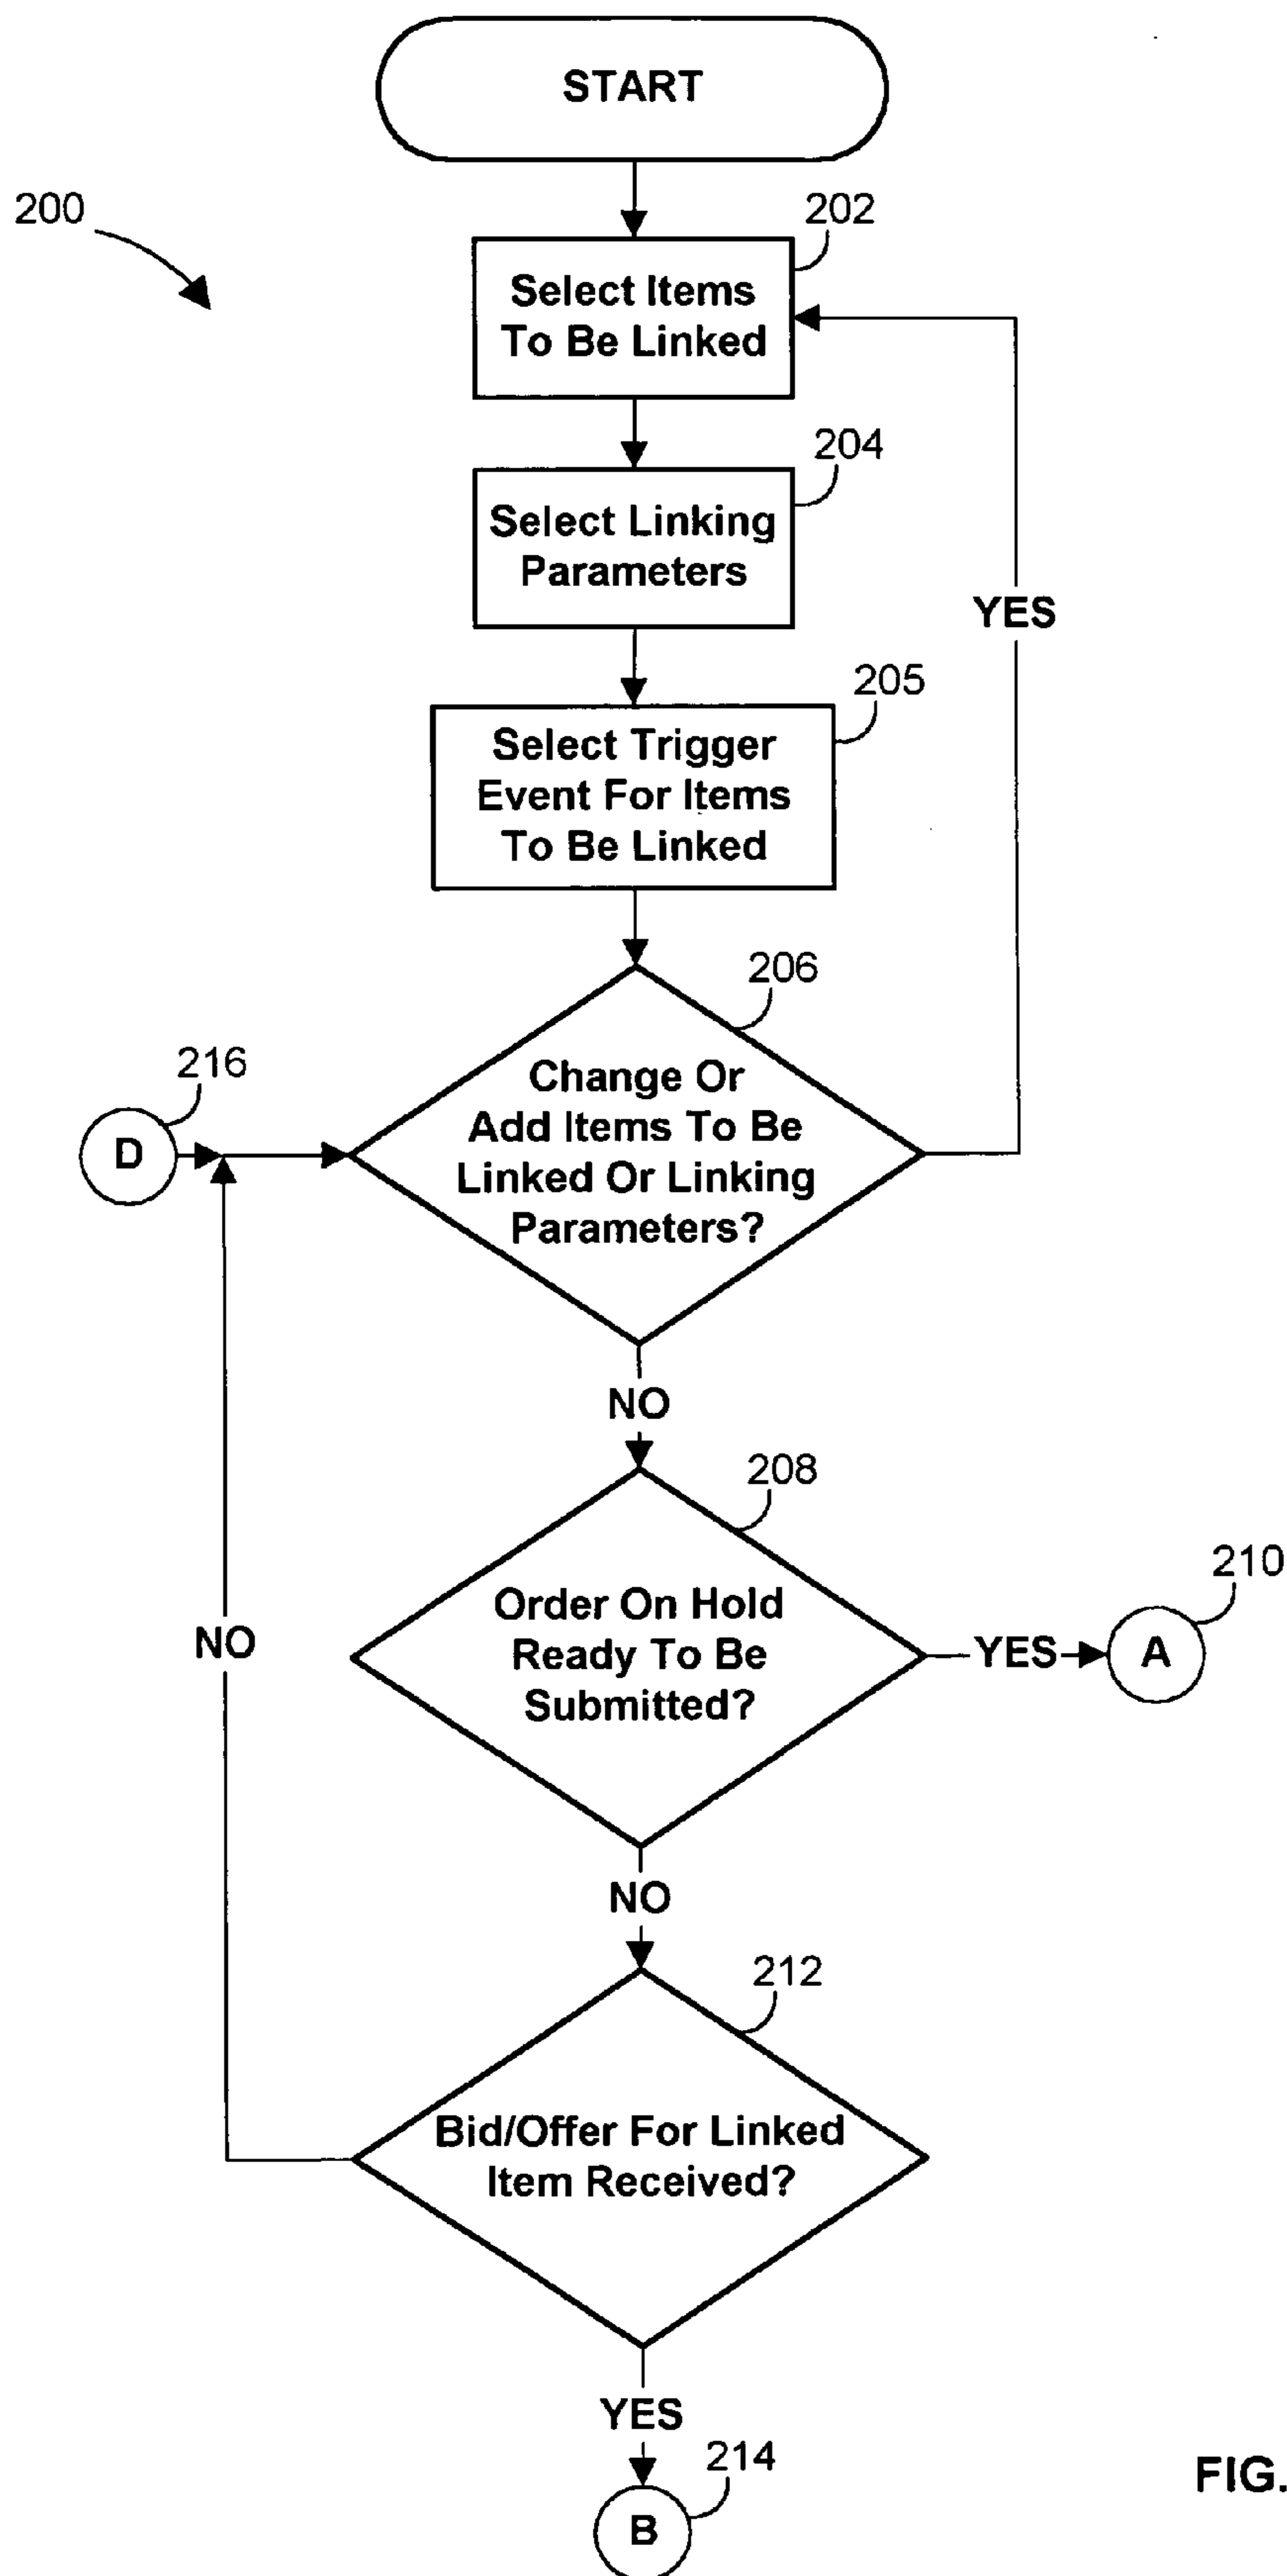 START
200
202
Select Items
To Be Linked
204
Select Linking
Parameters
YES
205
Select Trigger
Event For Items
To Be Linked
206
216
D
Change Or
Add Items To Be
Linked Or Linking
Parameters?
NO
208
210
Order On Hold
Ready To Be
Submitted?
YES
A
NO
NO
212
Bid/Offer For Linked
Item Received?
YES
214
B
FIG.